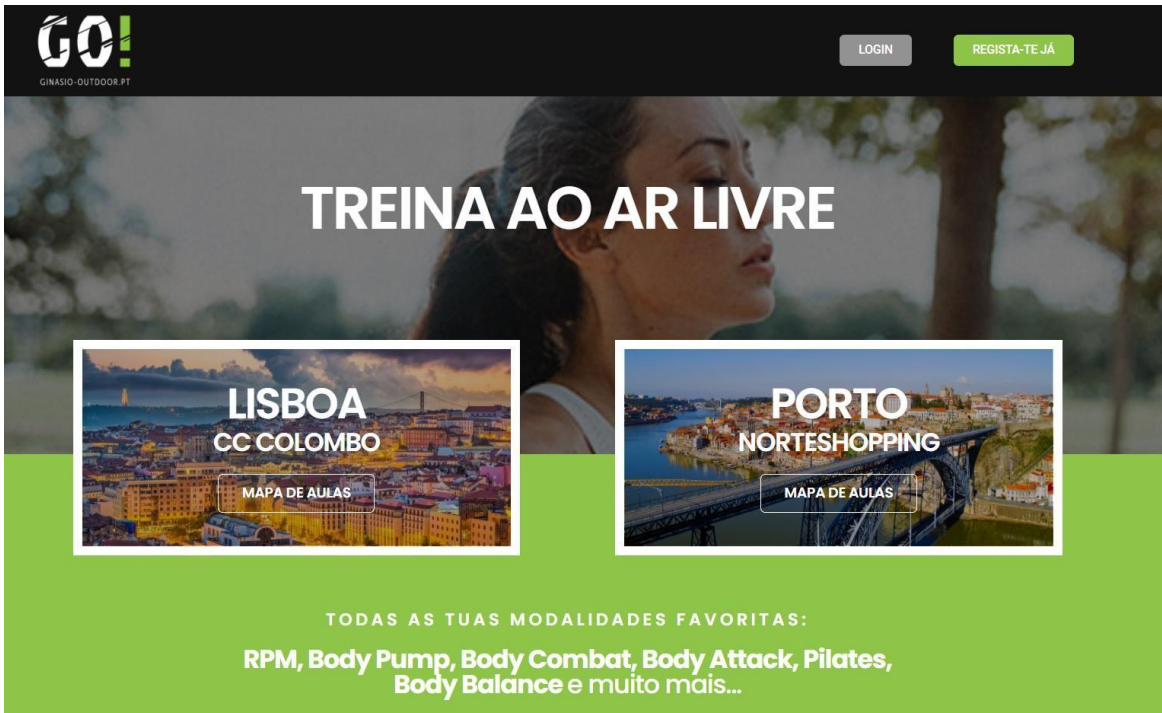 GO!
GINASIO-OUTDOOR.PT
LOGIN
REGISTA-TE JÁ
TREINA AO AR LIVRE
LISBOA
CC COLOMBO
MAPA DE AULAS
PORTO
NORTESHOPPING
MAPA DE AULAS
TODAS AS TUAS MODALIDADES FAVORITAS:
RPM, Body Pump, Body Combat, Body Attack, Pilates,
Body Balance e muito mais...